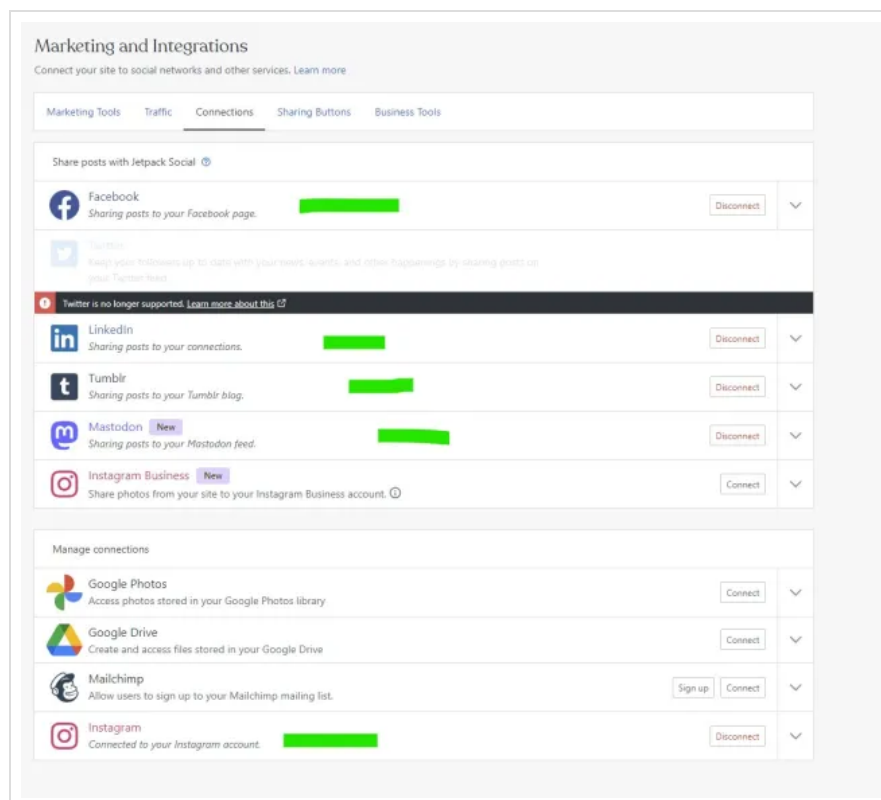 Marketing and Integrations
Connect your site to social networks and other services. Learn more
Marketing Tools Traffic Connections Sharing Buttons Business Tools
Share posts with Jetpack Social
Facebook
Sharing posts to your Facebook page.
Disconnect
Twitter
Keep your followers up to date with your news, events, and other happenings by sharing posts on
your Twitter feed.
Twitter is no longer supported. Learn more about this
LinkedIn
Sharing posts to your connections.
Disconnect
Tumblr
Sharing posts to your Tumblr blog.
Disconnect
Mastodon New
Sharing posts to your Mastodon feed.
Disconnect
Instagram Business New
Share photos from your site to your Instagram Business account.
Connect
Manage connections
Google Photos
Access photos stored in your Google Photos library
Connect
Google Drive
Create and access files stored in your Google Drive
Connect
Mailchimp
Allow users to sign up to your Mailchimp mailing list.
Sign up Connect
Instagram
Connected to your Instagram account.
Disconnect